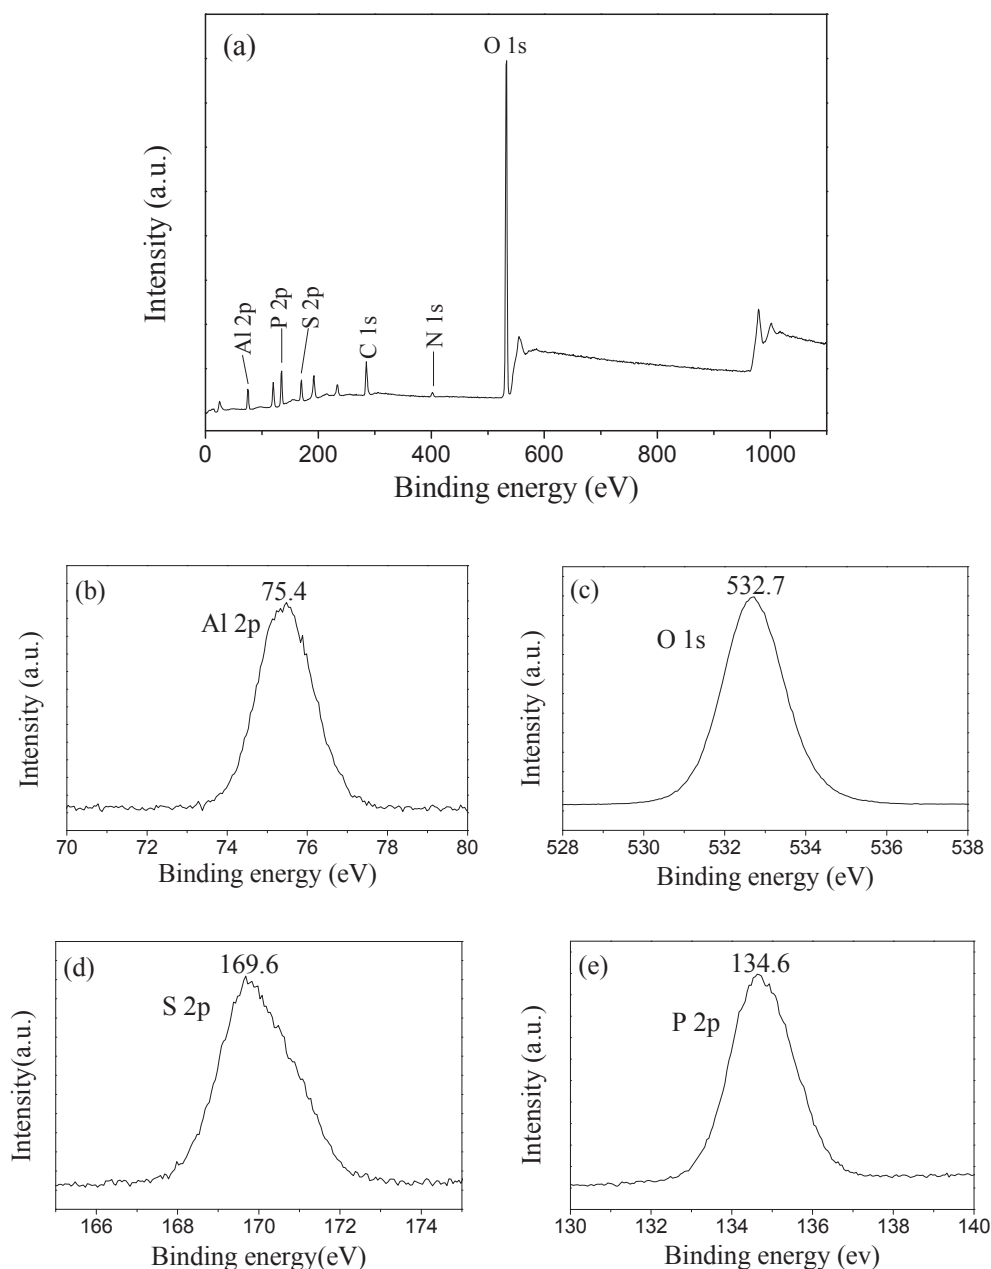 (a)
O 1s
Intensity (a.u.)
Al 2p
P 2p
S 2p
C 1s
N 1s
0 200 400 600 800 1000
Binding energy (eV)
(b)
75.4
Al 2p
Intensity (a.u.)
70 72 74 76 78 80
Binding energy (eV)
(c)
532.7
O 1s
Intensity (a.u.)
528 530 532 534 536 538
Binding energy (eV)
(d)
169.6
S 2p
Intensity(a.u.)
166 168 170 172 174
Binding energy(eV)
(e)
134.6
P 2p
Intensity (a.u.)
130 132 134 136 138 140
Binding energy (ev)